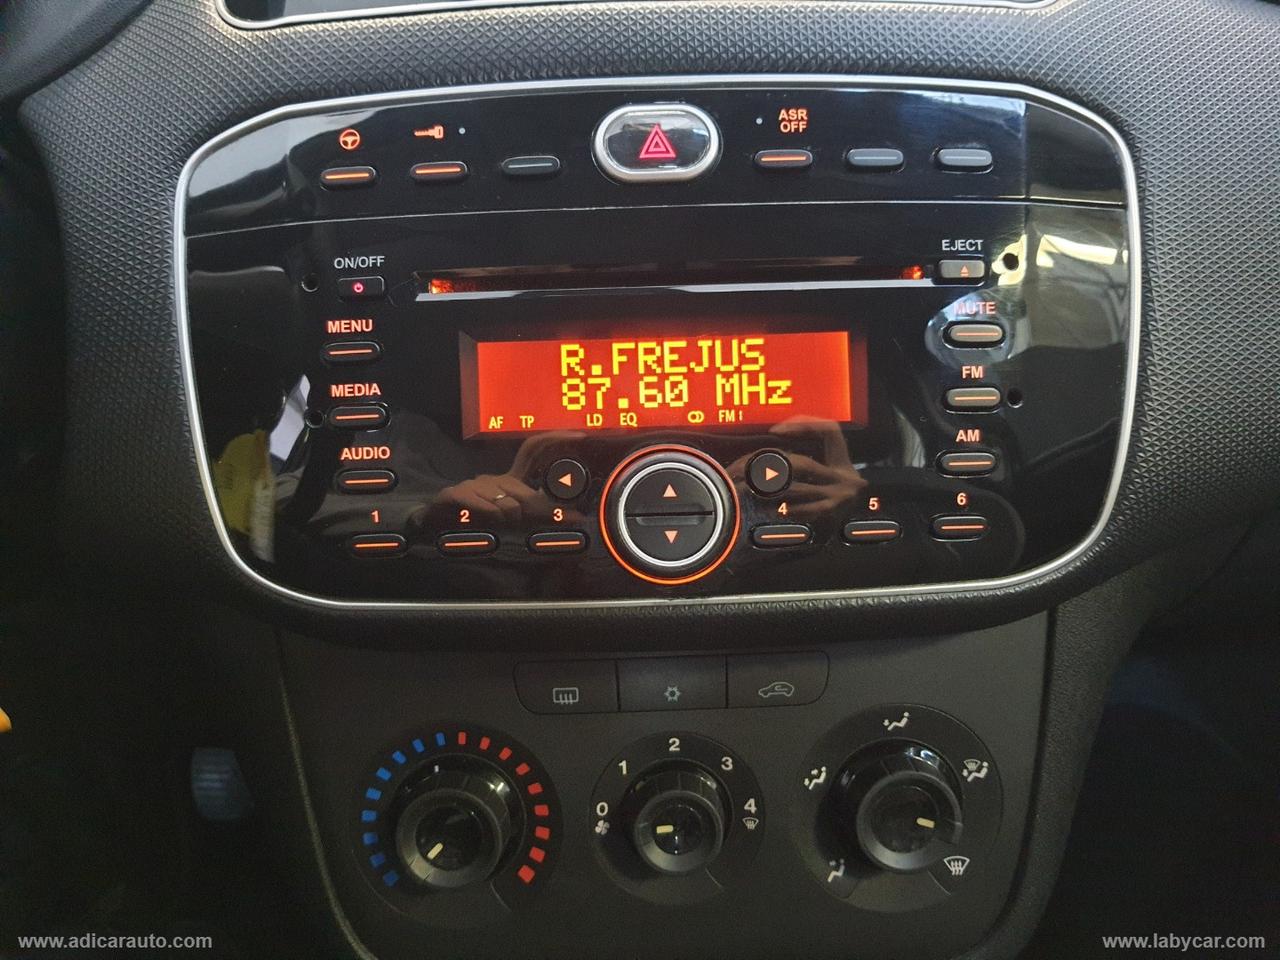 ASR
OFF
ON/OFF
EJECT
MENU
MUTE
R.FREJUS
87.60 MHz
MEDIA
FM
AF TP LD EQ FM I
AUDIO
AM
1 2 3 4 5 6
0 1 2 3 4
www.adicarauto.com
www.labycar.com